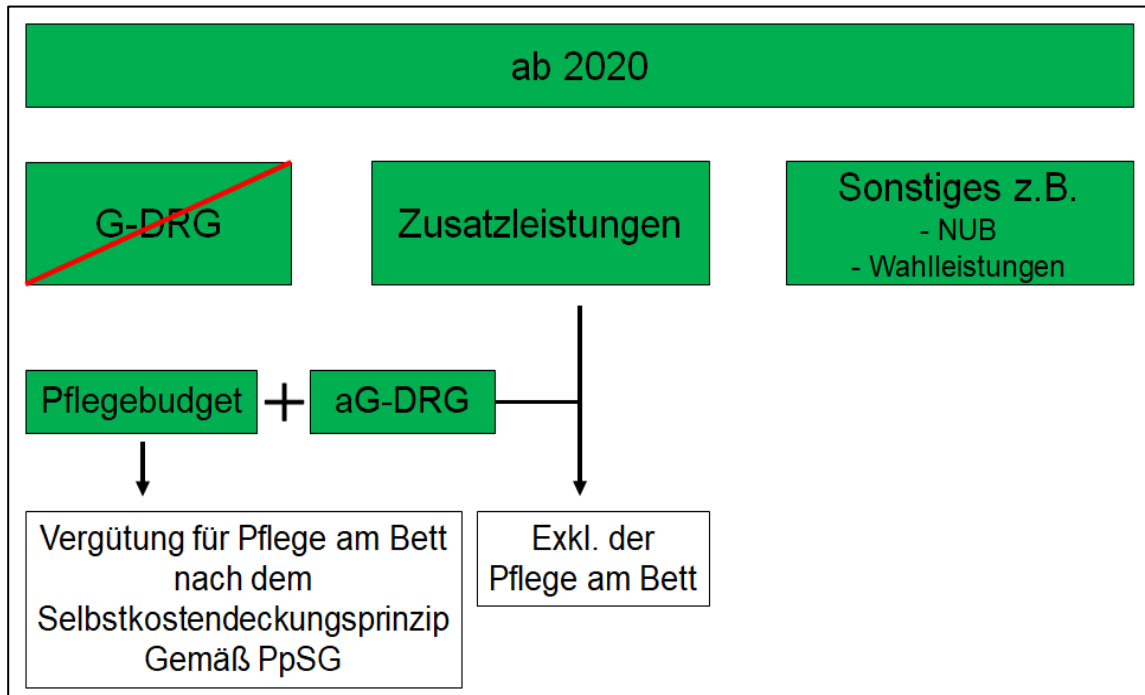 ab 2020
G-DRG
Zusatzleistungen
Sonstiges z.B.
- NUB
- Wahlleistungen
Pflegebudget + aG-DRG
Vergütung für Pflege am Bett
nach dem
Selbstkostendeckungsprinzip
Gemäß PpSG
Exkl. der
Pflege am Bett